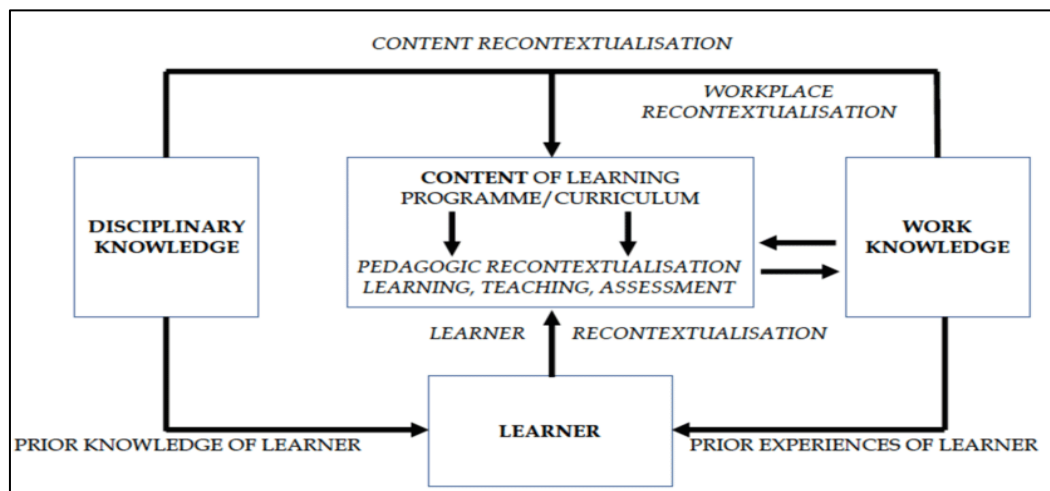 CONTENT RECONTEXTUALISATION
WORKPLACE
RECONTEXTUALISATION
DISCIPLINARY
KNOWLEDGE
CONTENT OF LEARNING
PROGRAMME/CURRICULUM
PEDAGOGIC RECONTEXTUALISATION
LEARNING, TEACHING, ASSESSMENT
WORK
KNOWLEDGE
LEARNER RECONTEXTUALISATION
LEARNER
PRIOR KNOWLEDGE OF LEARNER
PRIOR EXPERIENCES OF LEARNER